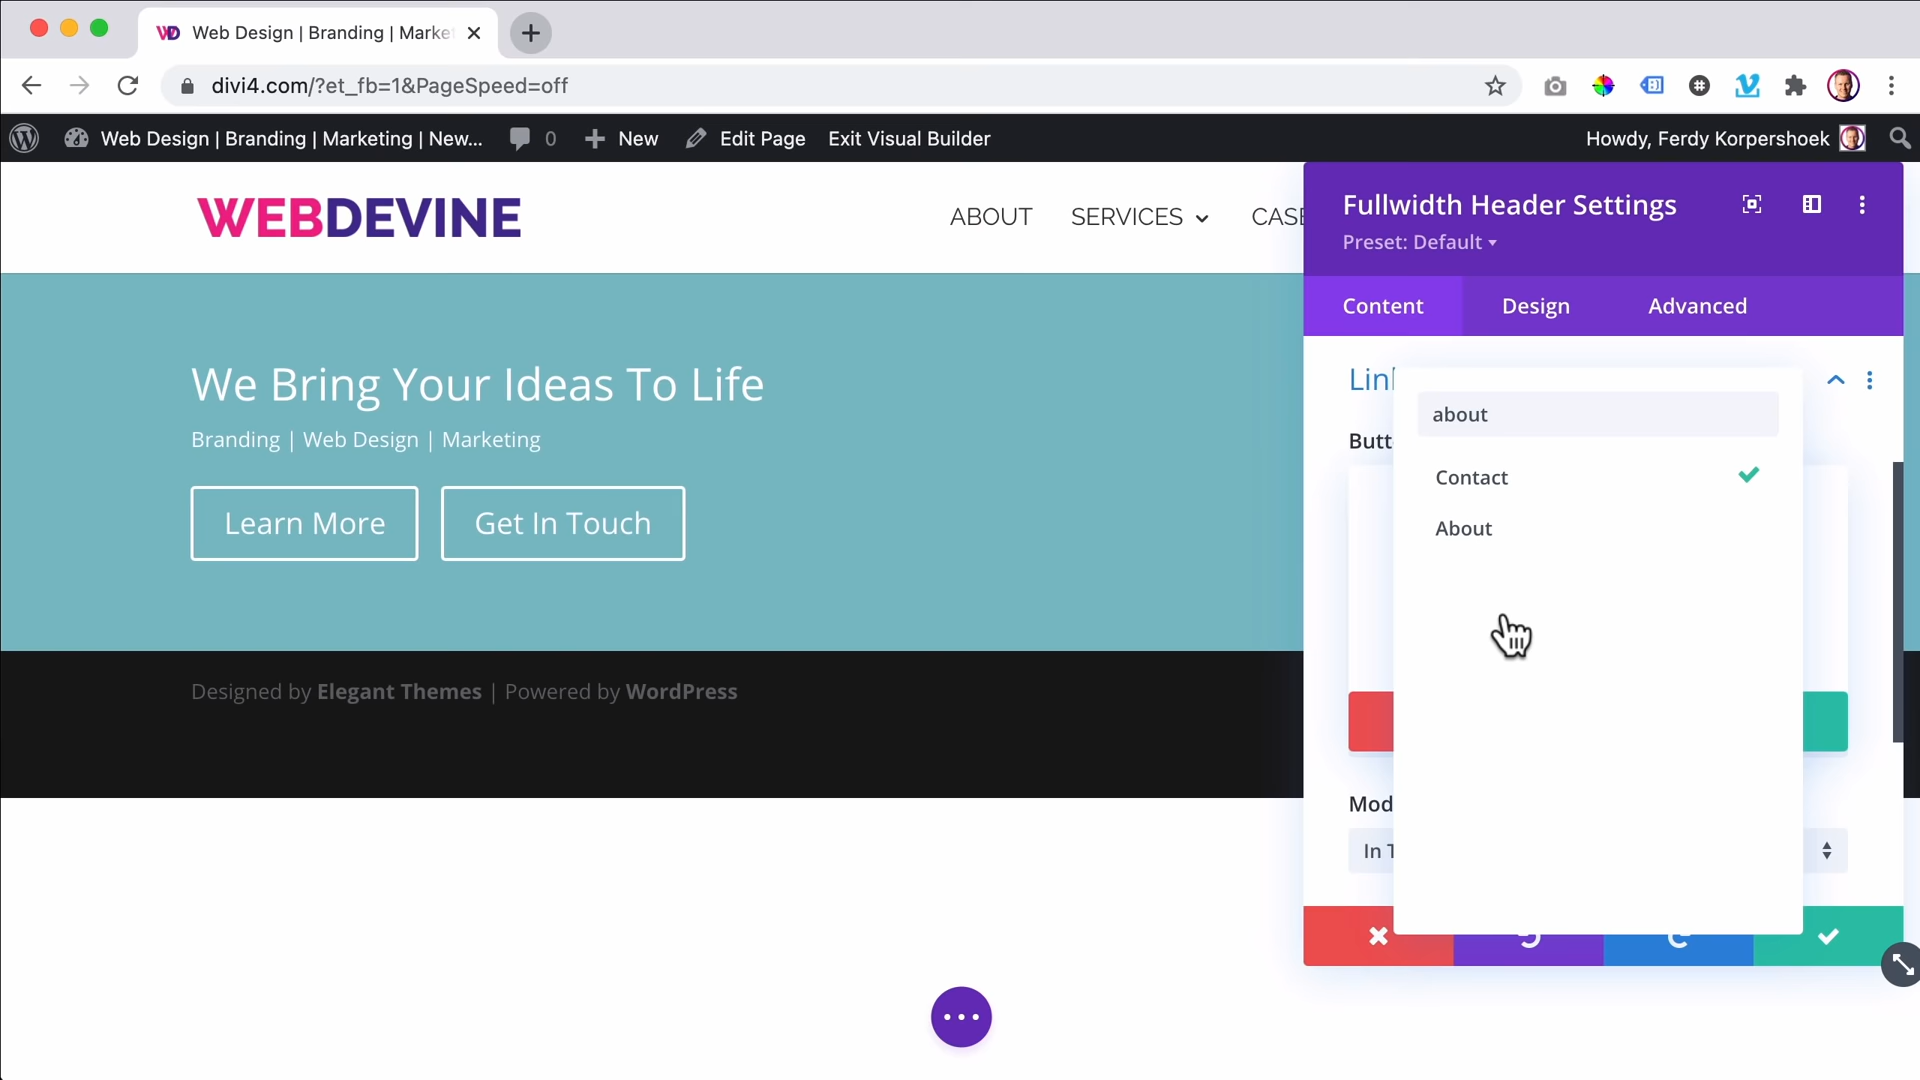 Web Design | Branding | Marke
divi4.com/?et_fb=1&PageSpeed=off
Web Design | Branding | Marketing | New... 0 New Edit Page Exit Visual Builder Howdy, Ferdy Korpershoek
WEBDEVINE ABOUT SERVICES CASE
Fullwidth Header Settings
Preset: Default
Content Design Advanced
We Bring Your Ideas To Life
Branding | Web Design | Marketing
Learn More Get In Touch
Designed by Elegant Themes | Powered by WordPress
Lin
about
Butt
Contact
About
Mod
In T